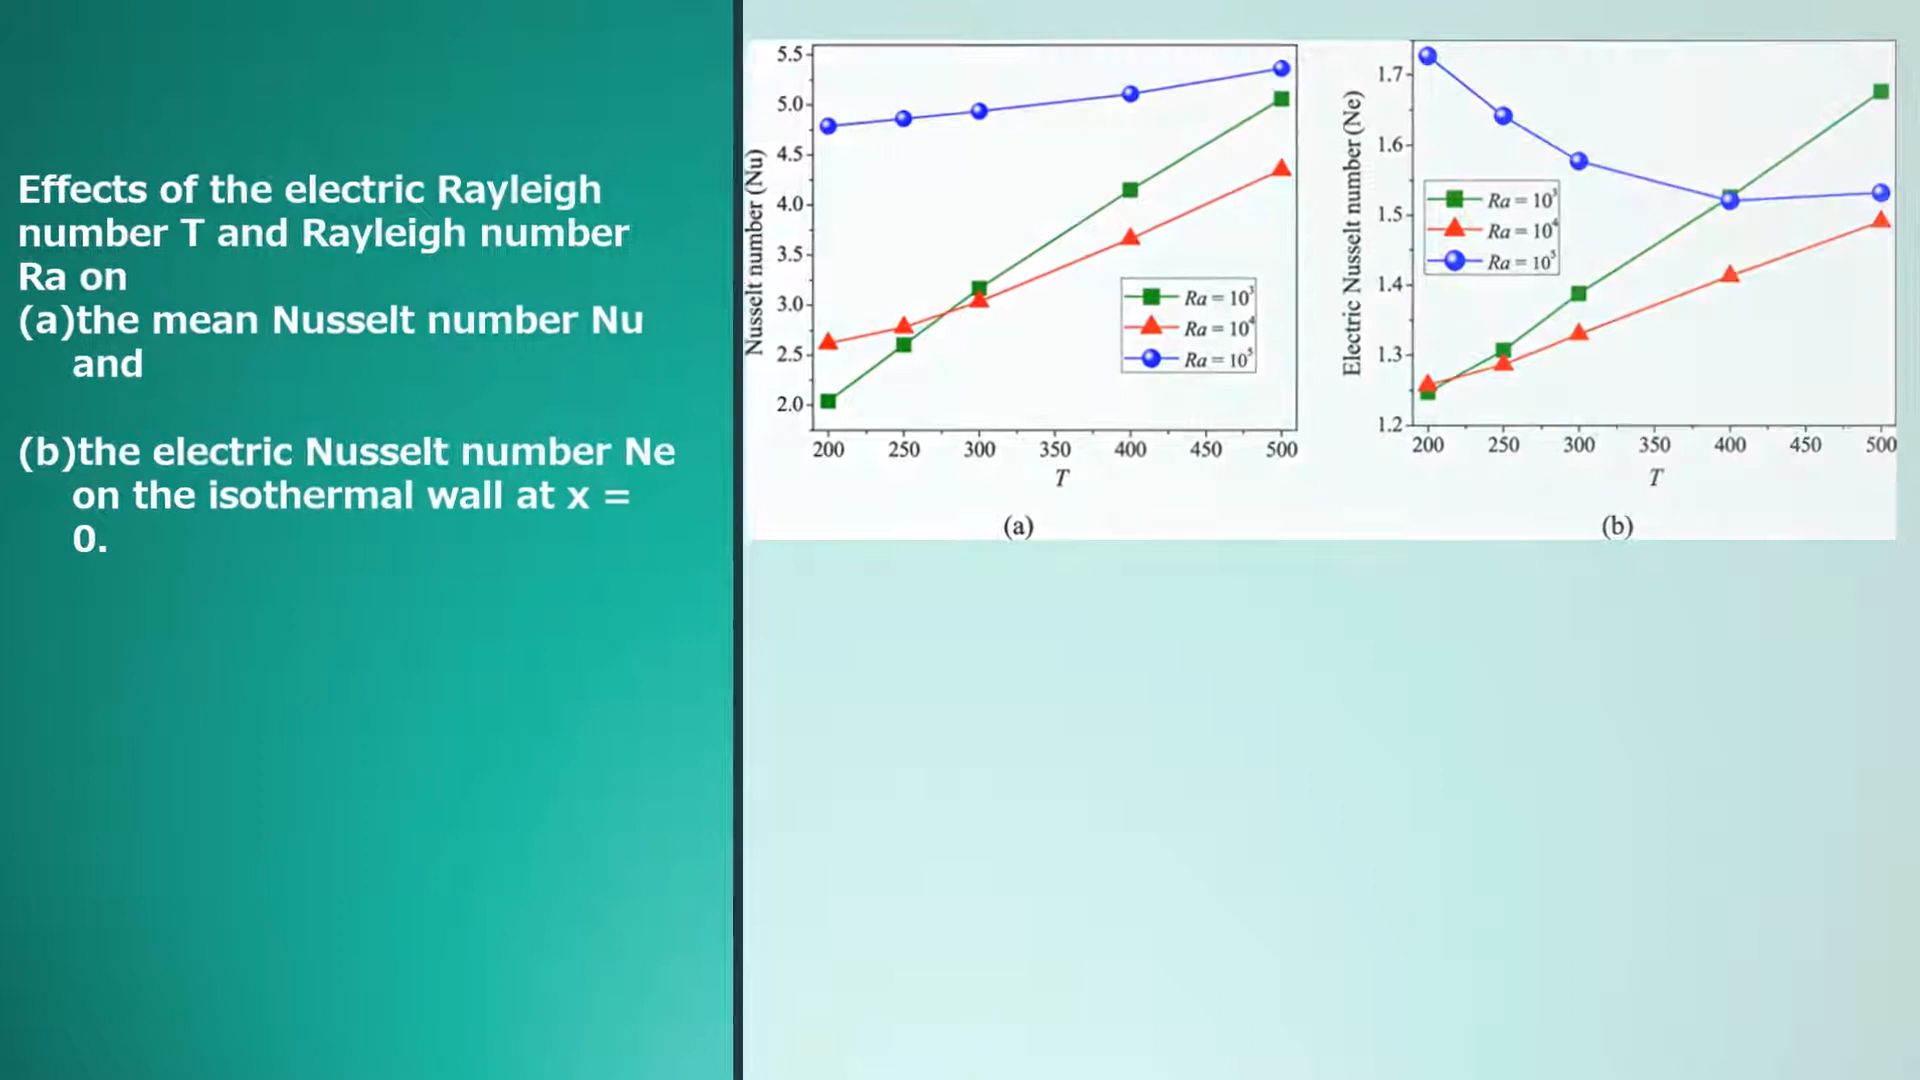 Effects of the electric Rayleigh
number T and Rayleigh number
Ra on
(a)the mean Nusselt number Nu
and
(b)the electric Nusselt number Ne
on the isothermal wall at x =
0.
Nusselt number (Nu)
5.5
5.0
4.5
4.0
3.5
3.0
2.5
2.0
Ra = 10³
Ra = 10⁴
Ra = 10⁵
200 250 300 350 400 450 500
T
(a)
Electric Nusselt number (Ne)
1.7
1.6
1.5
1.4
1.3
1.2
Ra = 10³
Ra = 10⁴
Ra = 10⁵
200 250 300 350 400 450 500
T
(b)